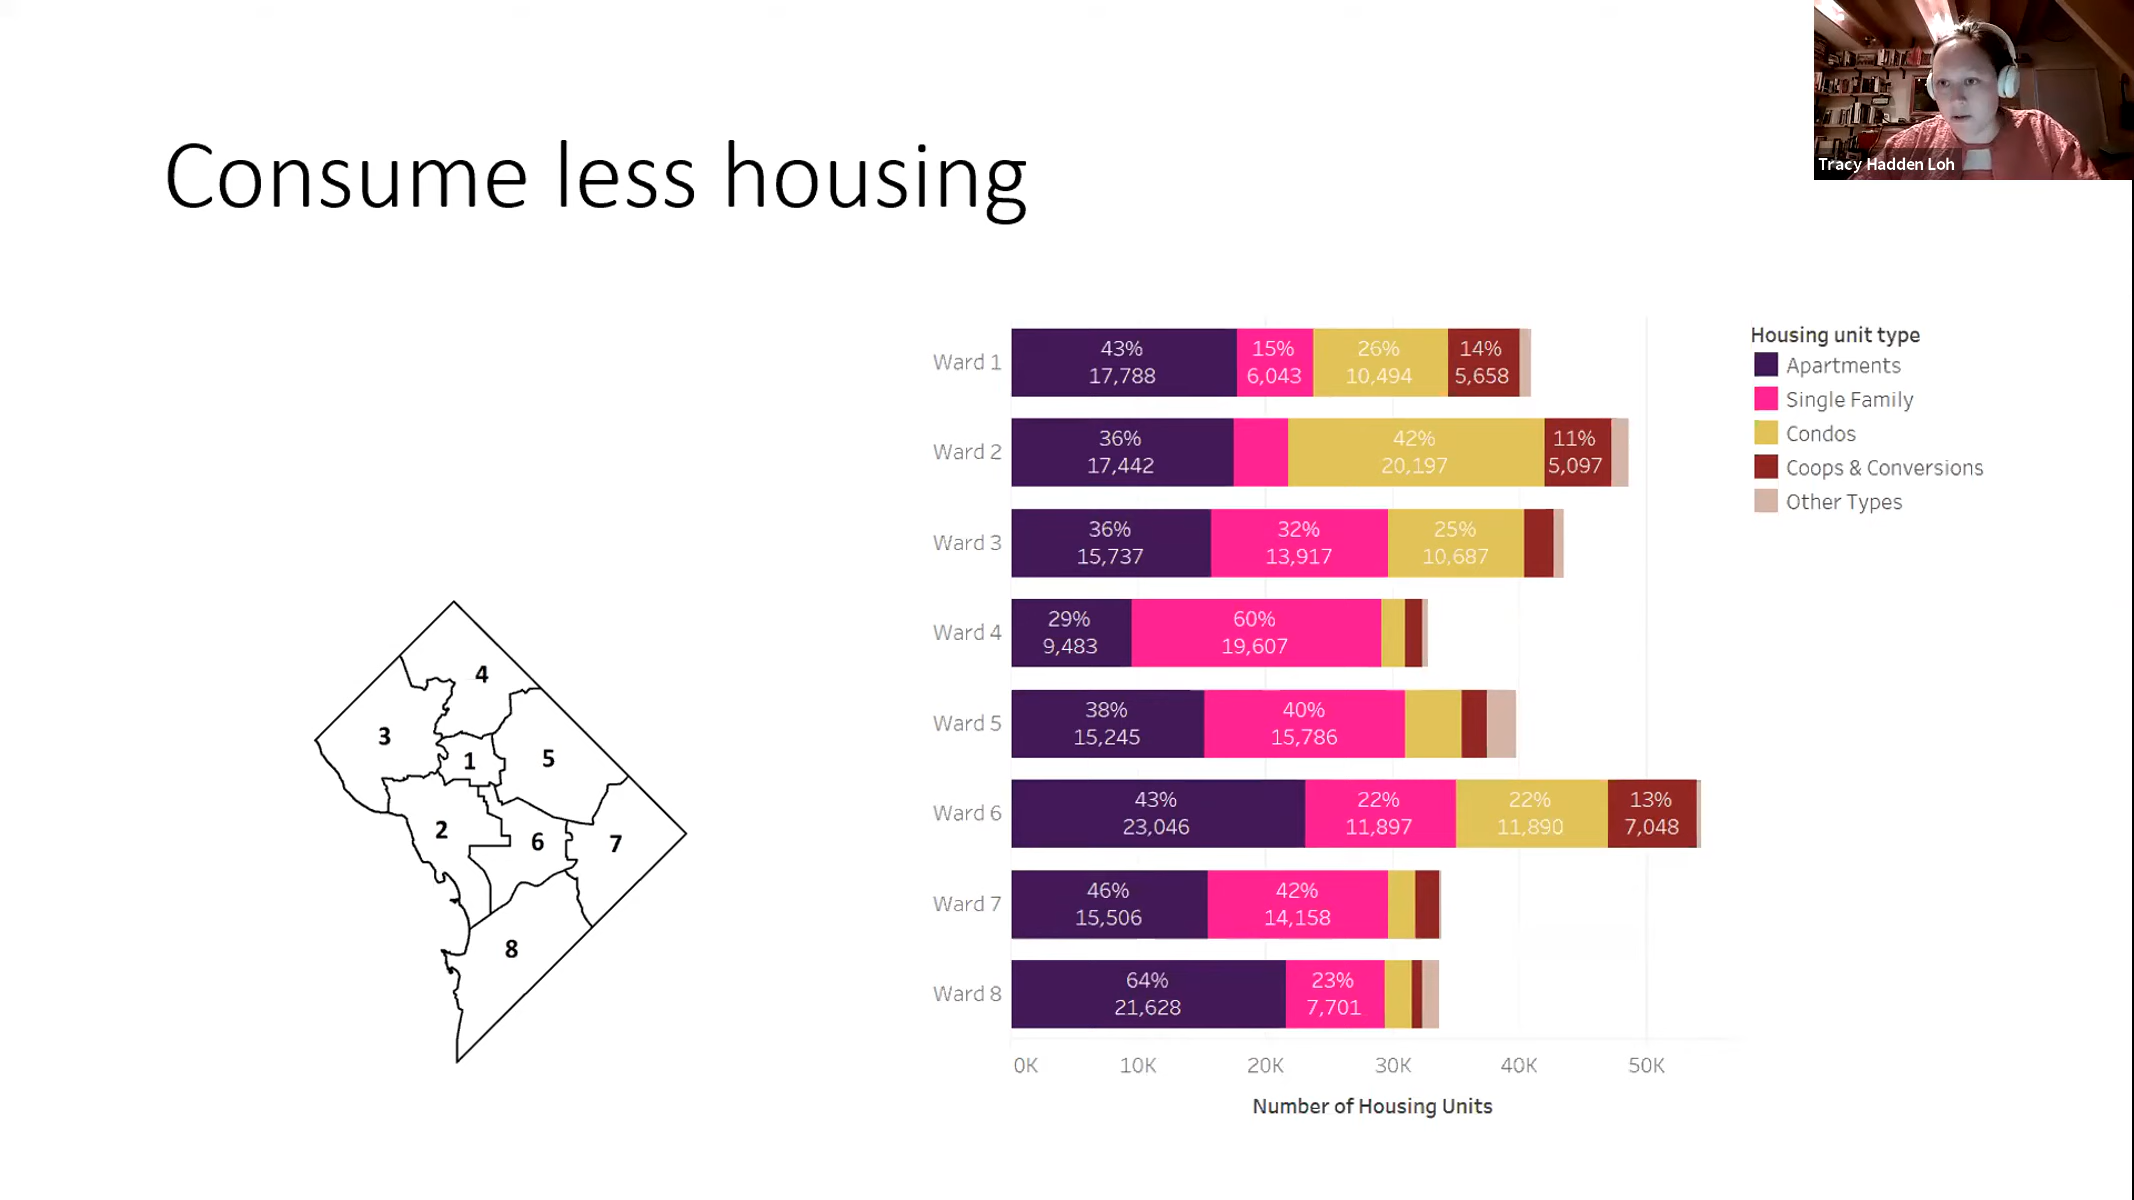 Tracy Hadden Loh
Consume less housing
Housing unit type
Apartments
Single Family
Condos
Coops & Conversions
Other Types
Ward 1
43%
15%
26%
14%
17,788
6,043
10,494
5,658
Ward 2
36%
42%
11%
17,442
20,197
5,097
Ward 3
36%
32%
25%
15,737
13,917
10,687
Ward 4
29%
60%
9,483
19,607
Ward 5
38%
40%
15,245
15,786
Ward 6
43%
22%
22%
13%
23,046
11,897
11,890
7,048
Ward 7
46%
42%
15,506
14,158
Ward 8
64%
23%
21,628
7,701
0K
10K
20K
30K
40K
50K
Number of Housing Units
4
3
1
5
2
6
7
8